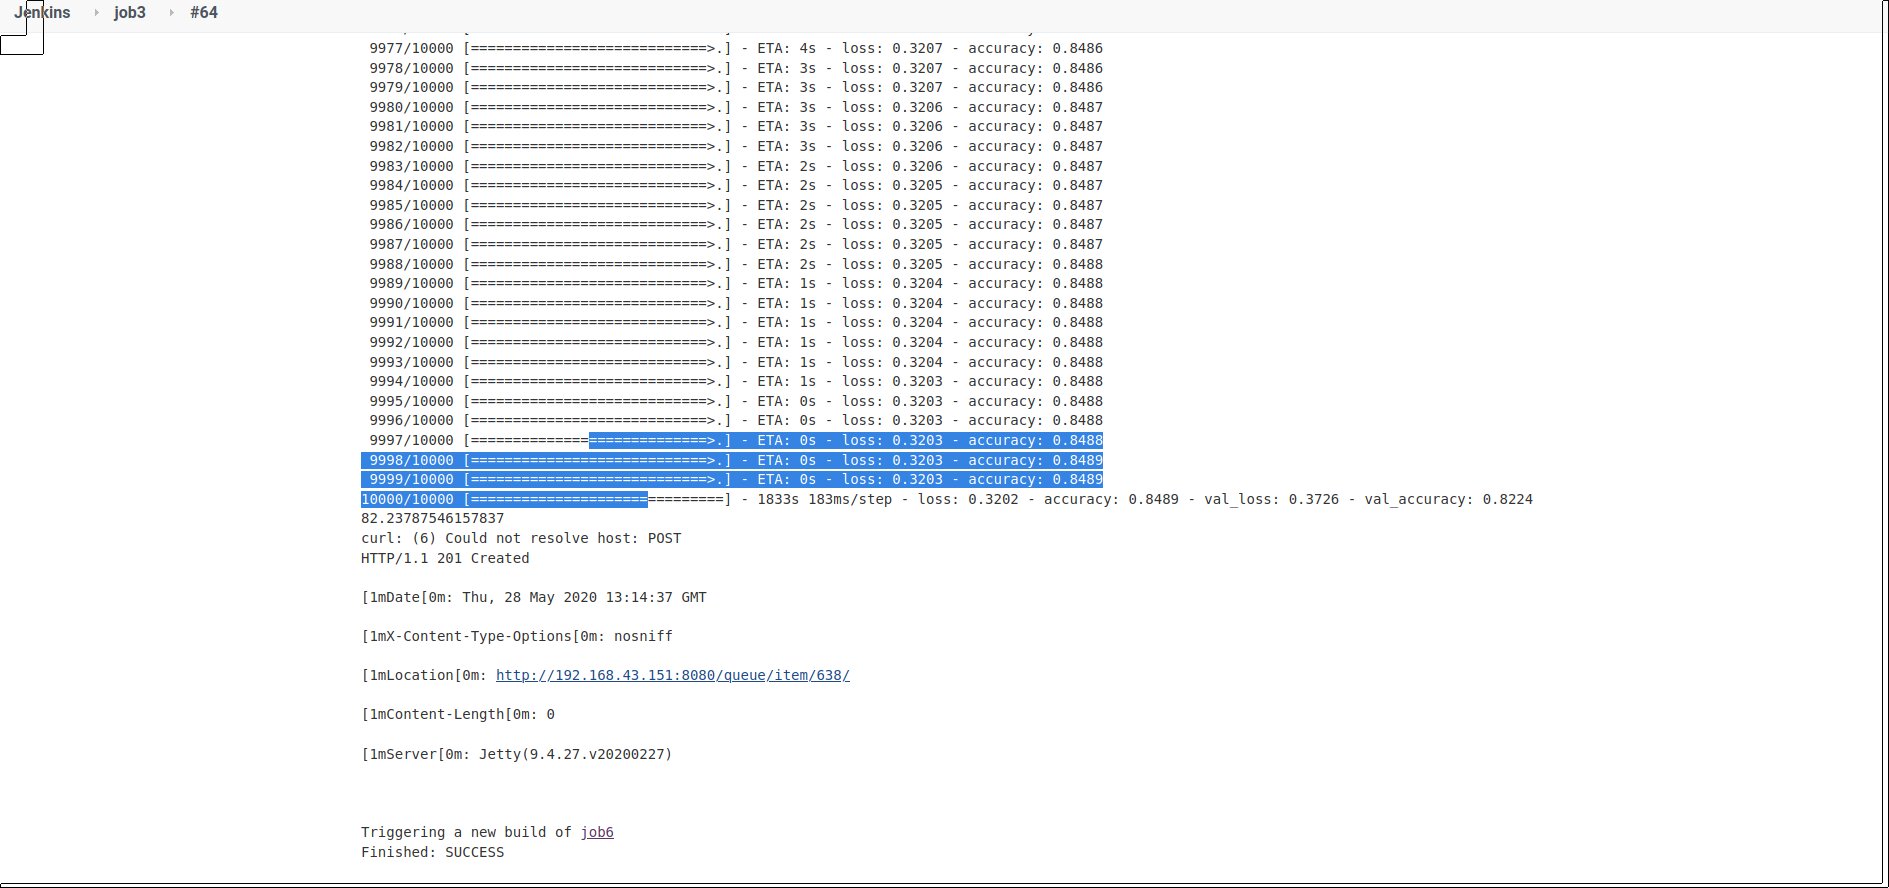 Jenkins ▸ job3 ▸ #64
9977/10000 [============================>.] - ETA: 4s - loss: 0.3207 - accuracy: 0.8486
9978/10000 [============================>.] - ETA: 3s - loss: 0.3207 - accuracy: 0.8486
9979/10000 [============================>.] - ETA: 3s - loss: 0.3207 - accuracy: 0.8486
9980/10000 [============================>.] - ETA: 3s - loss: 0.3206 - accuracy: 0.8487
9981/10000 [============================>.] - ETA: 3s - loss: 0.3206 - accuracy: 0.8487
9982/10000 [============================>.] - ETA: 3s - loss: 0.3206 - accuracy: 0.8487
9983/10000 [============================>.] - ETA: 2s - loss: 0.3206 - accuracy: 0.8487
9984/10000 [============================>.] - ETA: 2s - loss: 0.3205 - accuracy: 0.8487
9985/10000 [============================>.] - ETA: 2s - loss: 0.3205 - accuracy: 0.8487
9986/10000 [============================>.] - ETA: 2s - loss: 0.3205 - accuracy: 0.8487
9987/10000 [============================>.] - ETA: 2s - loss: 0.3205 - accuracy: 0.8487
9988/10000 [============================>.] - ETA: 2s - loss: 0.3205 - accuracy: 0.8488
9989/10000 [============================>.] - ETA: 1s - loss: 0.3204 - accuracy: 0.8488
9990/10000 [============================>.] - ETA: 1s - loss: 0.3204 - accuracy: 0.8488
9991/10000 [============================>.] - ETA: 1s - loss: 0.3204 - accuracy: 0.8488
9992/10000 [============================>.] - ETA: 1s - loss: 0.3204 - accuracy: 0.8488
9993/10000 [============================>.] - ETA: 1s - loss: 0.3204 - accuracy: 0.8488
9994/10000 [============================>.] - ETA: 1s - loss: 0.3203 - accuracy: 0.8488
9995/10000 [============================>.] - ETA: 0s - loss: 0.3203 - accuracy: 0.8488
9996/10000 [============================>.] - ETA: 0s - loss: 0.3203 - accuracy: 0.8488
9997/10000 [============================>.] - ETA: 0s - loss: 0.3203 - accuracy: 0.8488
9998/10000 [============================>.] - ETA: 0s - loss: 0.3203 - accuracy: 0.8489
9999/10000 [============================>.] - ETA: 0s - loss: 0.3203 - accuracy: 0.8489
10000/10000 [==============================] - 1833s 183ms/step - loss: 0.3202 - accuracy: 0.8489 - val_loss: 0.3726 - val_accuracy: 0.8224
82.23787546157837
curl: (6) Could not resolve host: POST
HTTP/1.1 201 Created
[1mDate[0m: Thu, 28 May 2020 13:14:37 GMT
[1mX-Content-Type-Options[0m: nosniff
[1mLocation[0m: http://192.168.43.151:8080/queue/item/638/
[1mContent-Length[0m: 0
[1mServer[0m: Jetty(9.4.27.v20200227)
Triggering a new build of job6
Finished: SUCCESS